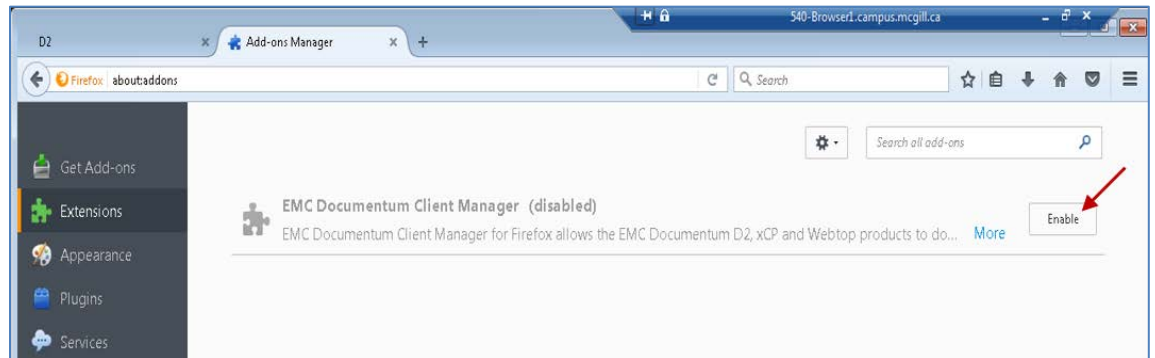 540-Browser1.campus.mcgill.ca
D2
Add-ons Manager
Firefox about:addons
Search
Get Add-ons
Search all add-ons
Extensions
EMC Documentum Client Manager (disabled)
Enable
EMC Documentum Client Manager for Firefox allows the EMC Documentum D2, xCP and Webtop products to do... More
Appearance
Plugins
Services